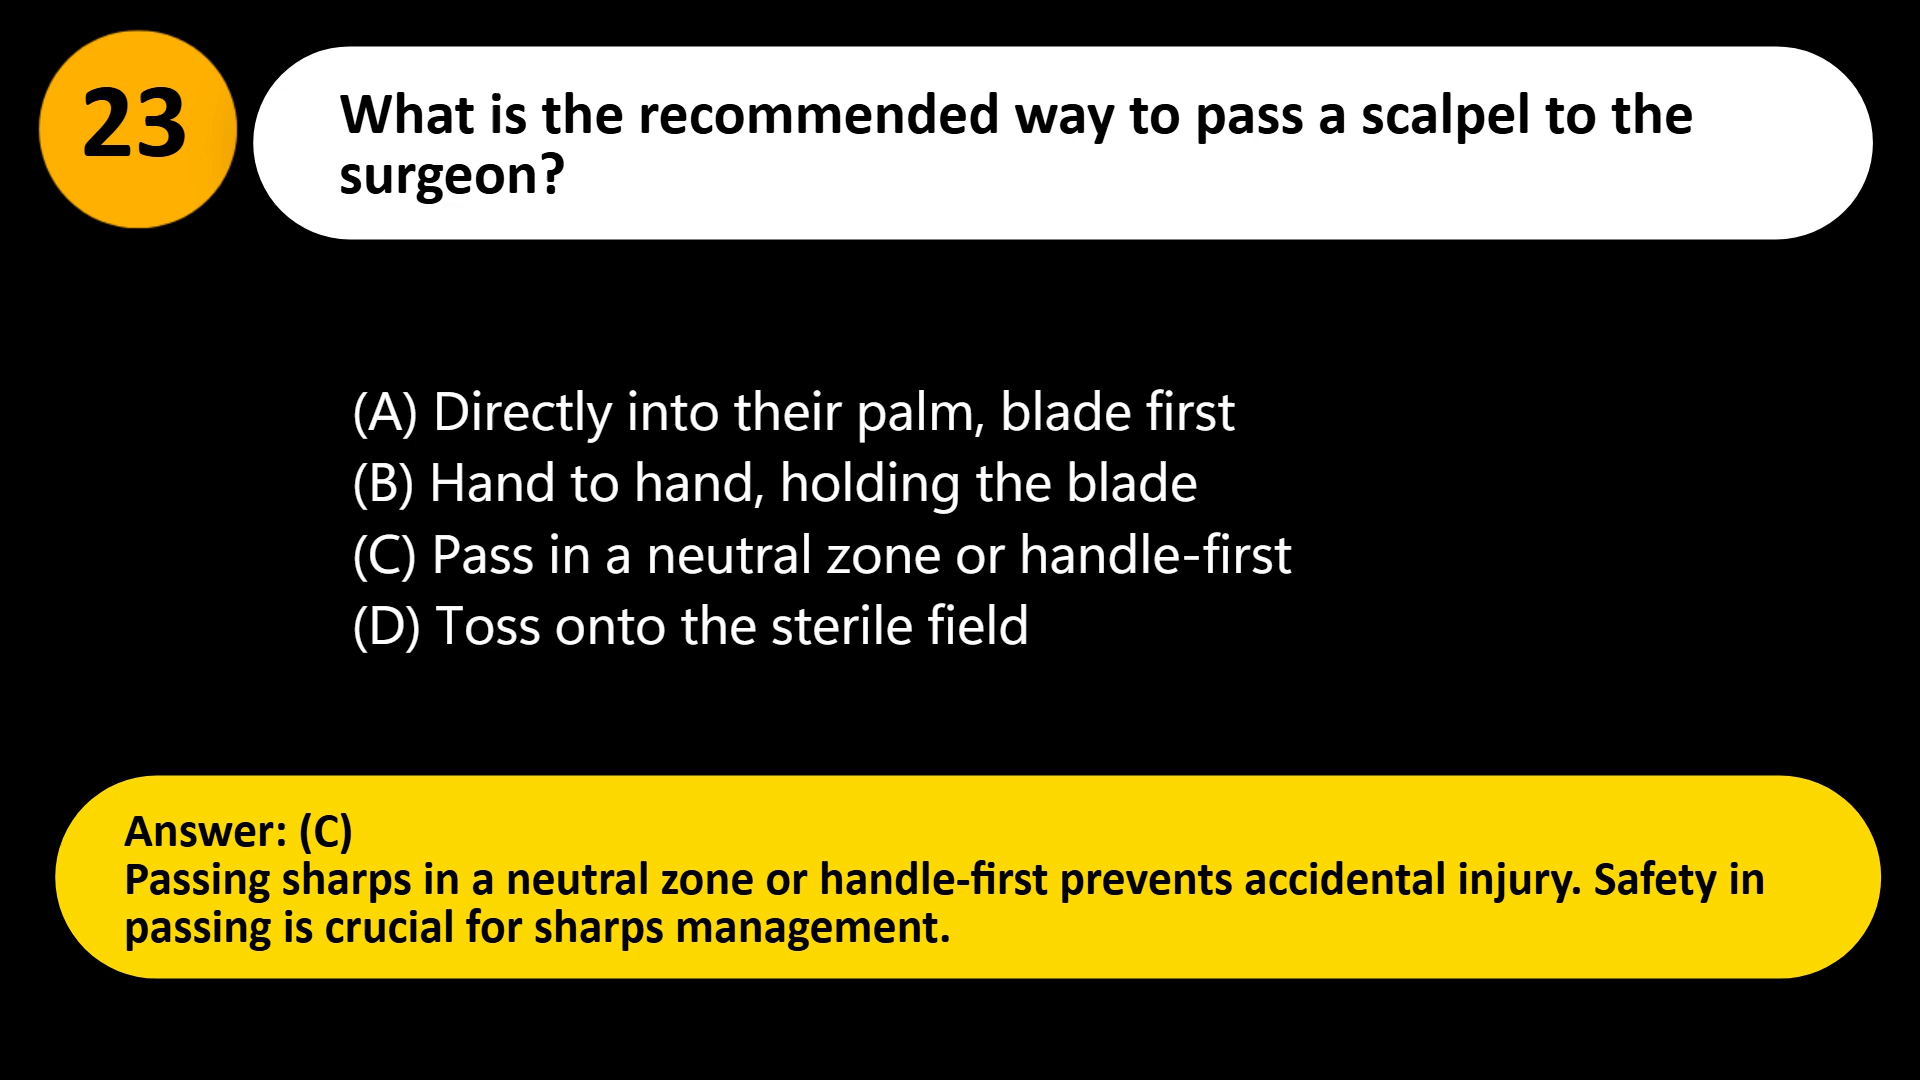 23
What is the recommended way to pass a scalpel to the
surgeon?
(A) Directly into their palm, blade first
(B) Hand to hand, holding the blade
(C) Pass in a neutral zone or handle-first
(D) Toss onto the sterile field
Answer: (C)
Passing sharps in a neutral zone or handle-first prevents accidental injury. Safety in
passing is crucial for sharps management.